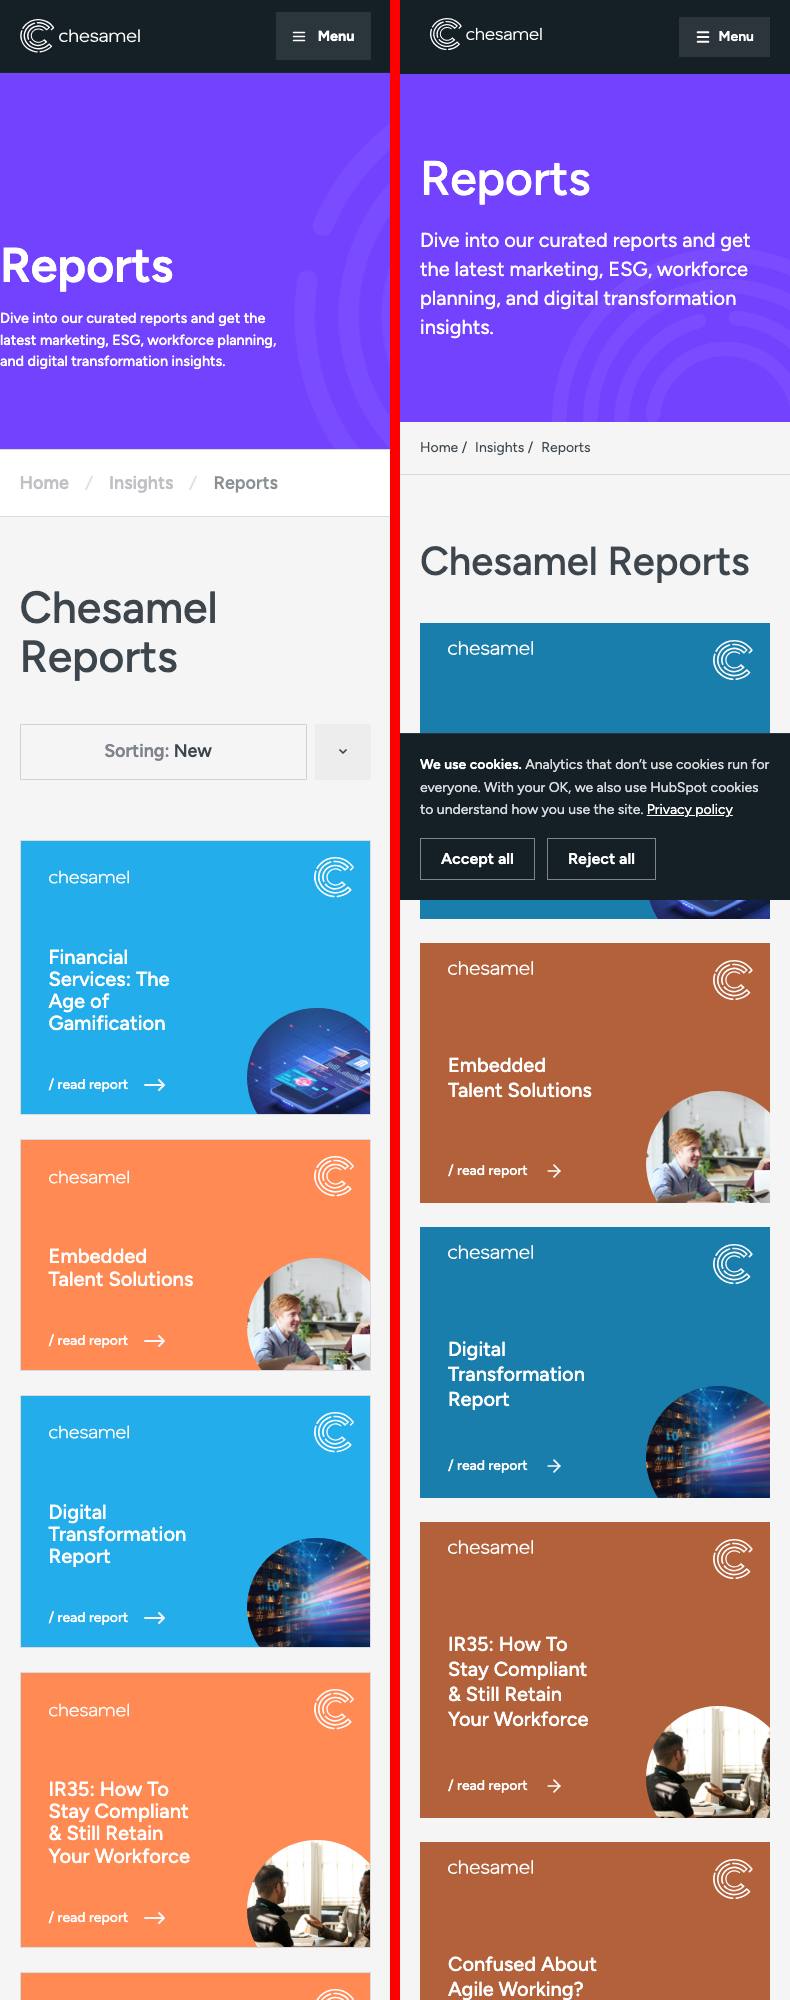 chesamel
Menu
Reports
Dive into our curated reports and get the
latest marketing, ESG, workforce planning,
and digital transformation insights.
Home / Insights / Reports
Chesamel
Reports
Sorting: New
chesamel
Financial
Services: The
Age of
Gamification
/ read report
chesamel
Embedded
Talent Solutions
/ read report
chesamel
Digital
Transformation
Report
/ read report
chesamel
IR35: How To
Stay Compliant
& Still Retain
Your Workforce
/ read report
chesamel
Menu
Reports
Dive into our curated reports and get
the latest marketing, ESG, workforce
planning, and digital transformation
insights.
Home / Insights / Reports
Chesamel Reports
chesamel
We use cookies. Analytics that don’t use cookies run for
everyone. With your OK, we also use HubSpot cookies
to understand how you use the site. Privacy policy
Accept all
Reject all
chesamel
Embedded
Talent Solutions
/ read report
chesamel
Digital
Transformation
Report
/ read report
chesamel
IR35: How To
Stay Compliant
& Still Retain
Your Workforce
/ read report
chesamel
Confused About
Agile Working?